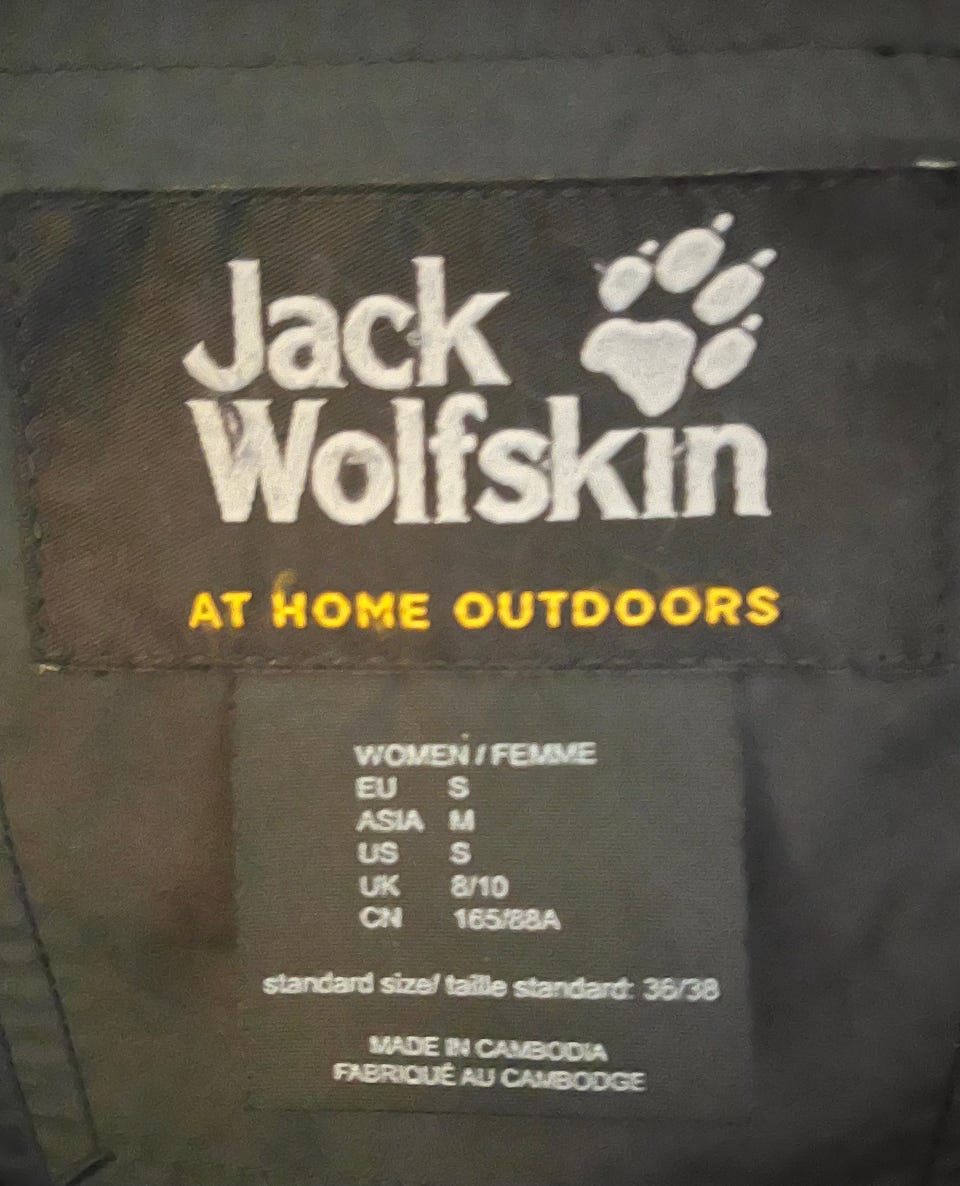 Jack
Wolfskin
AT HOME OUTDOORS
WOMEN / FEMME
EU S
ASIA M
US S
UK 8/10
CN 165/88A
standard size/ taille standard: 36/38
MADE IN CAMBODIA
FABRIQUÉ AU CAMBODGE